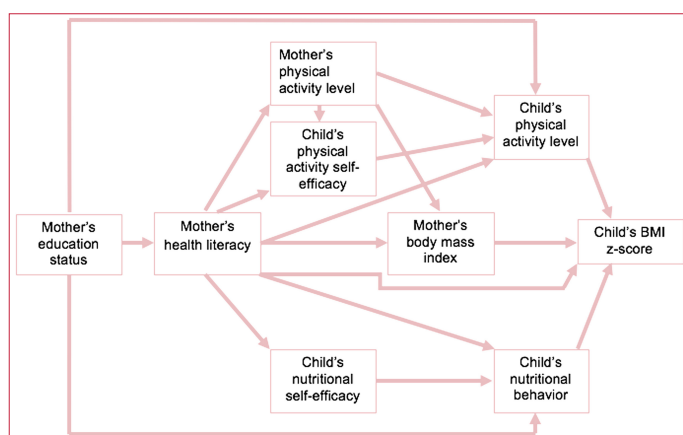 Mother's
physical
activity level
Child's
physical
activity level
Child's
physical
activity self-
efficacy
Mother's
education
status
Mother's
health literacy
Mother's
body mass
index
Child's BMI
z-score
Child's
nutritional
self-efficacy
Child's
nutritional
behavior